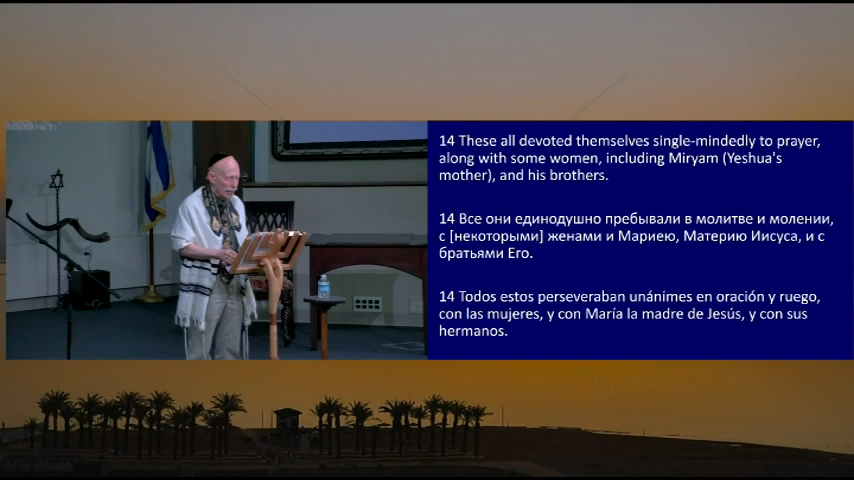 14 These all devoted themselves single-mindedly to prayer,
along with some women, including Miryam (Yeshua's
mother), and his brothers.
14 Все они единодушно пребывали в молитве и молении,
с [некоторыми] женами и Мариею, Материю Иисуса, и с
братьями Его.
14 Todos estos perseveraban unánimes en oración y ruego,
con las mujeres, y con María la madre de Jesús, y con sus
hermanos.